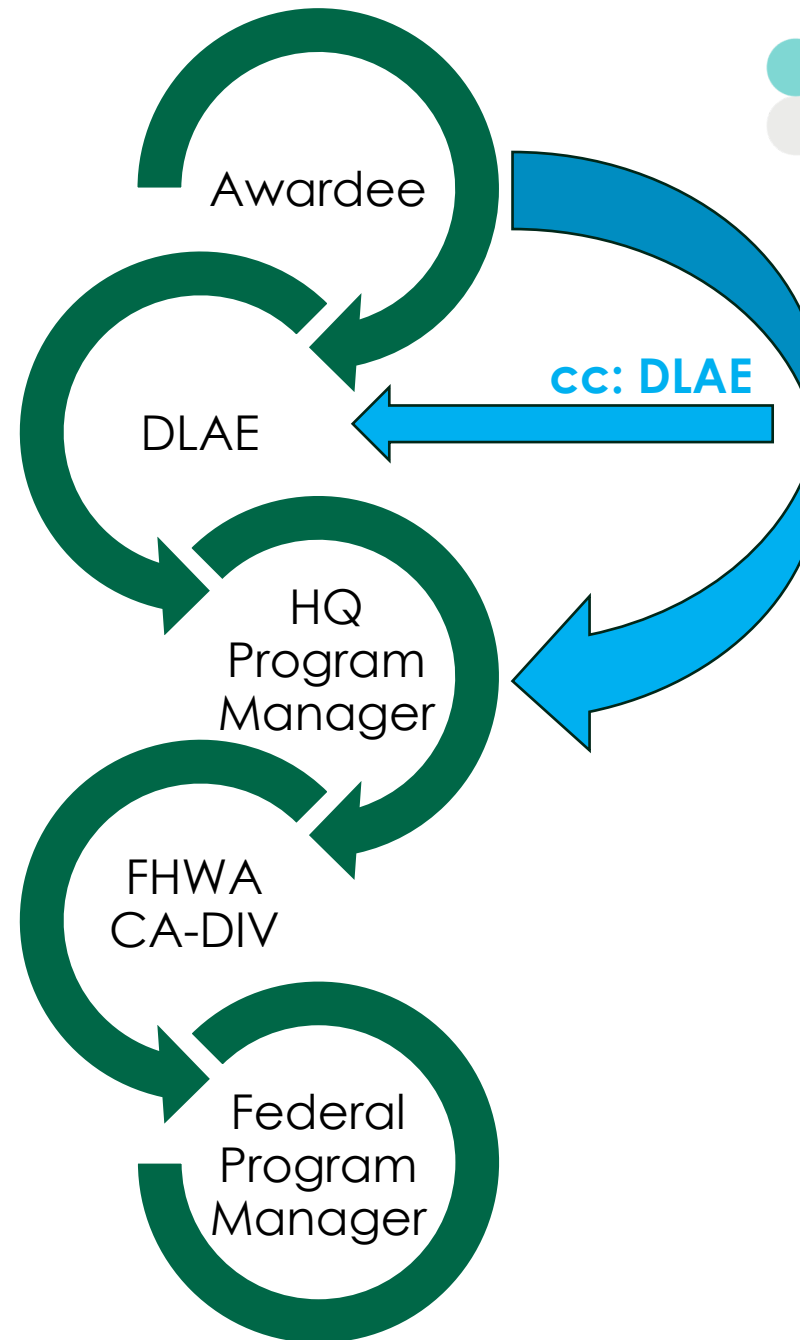 Awardee
cc: DLAE
DLAE
HQ
Program
Manager
FHWA
CA-DIV
Federal
Program
Manager